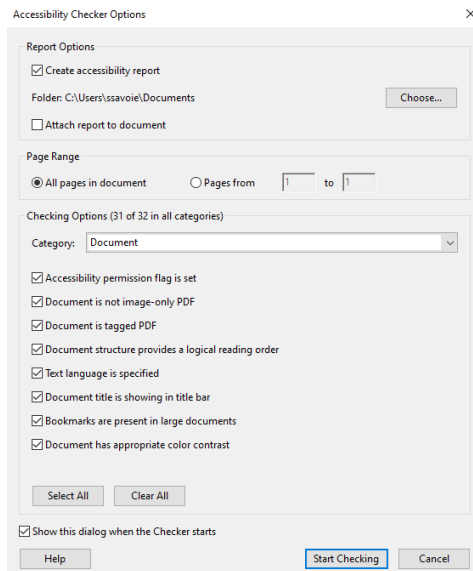 Accessibility Checker Options
Report Options
Create accessibility report
Folder: C:\Users\ssavoie\Documents
Choose...
Attach report to document
Page Range
All pages in document
Pages from 1 to 1
Checking Options (31 of 32 in all categories)
Category: Document
Accessibility permission flag is set
Document is not image-only PDF
Document is tagged PDF
Document structure provides a logical reading order
Text language is specified
Document title is showing in title bar
Bookmarks are present in large documents
Document has appropriate color contrast
Select All
Clear All
Show this dialog when the Checker starts
Help
Start Checking
Cancel